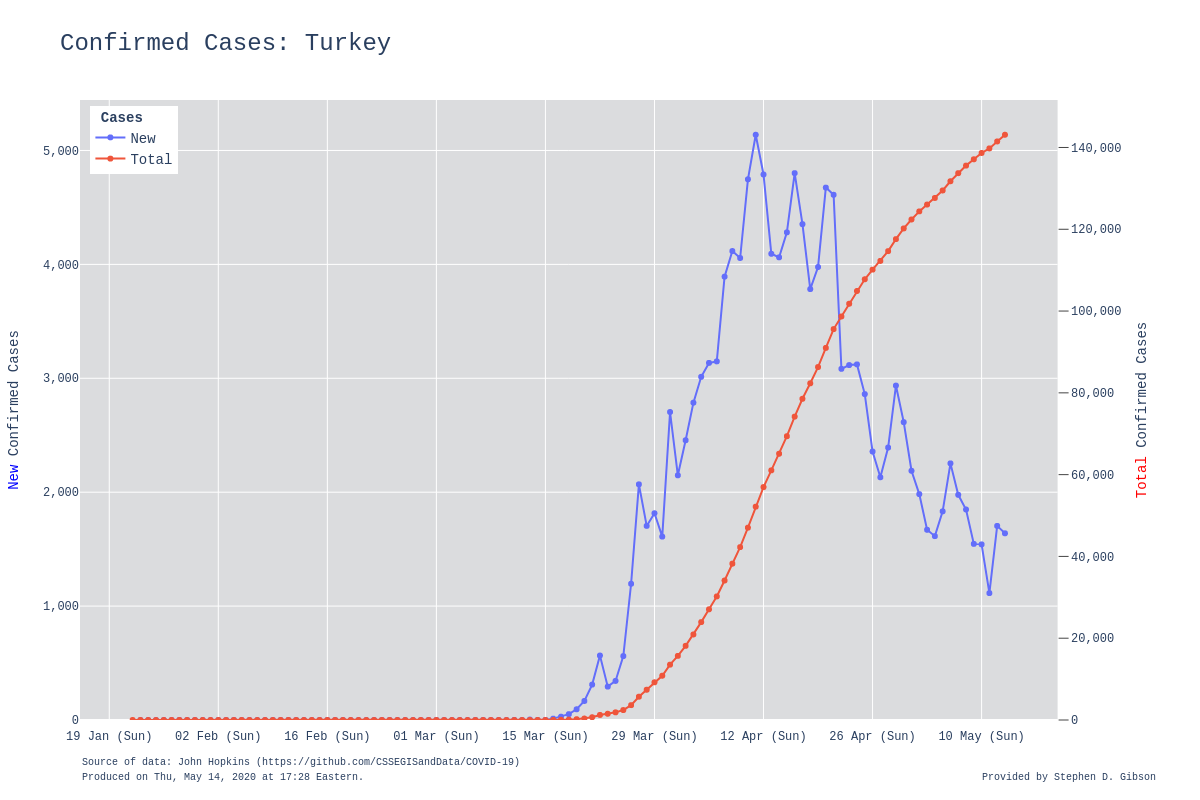 Confirmed Cases: Turkey
Cases
New
Total
5,000
4,000
3,000
2,000
1,000
0
New Confirmed Cases
140,000
120,000
100,000
80,000
60,000
40,000
20,000
0
Total Confirmed Cases
19 Jan (Sun) 02 Feb (Sun) 16 Feb (Sun) 01 Mar (Sun) 15 Mar (Sun) 29 Mar (Sun) 12 Apr (Sun) 26 Apr (Sun) 10 May (Sun)
Source of data: John Hopkins (https://github.com/CSSEGISandData/COVID-19)
Produced on Thu, May 14, 2020 at 17:28 Eastern.
Provided by Stephen D. Gibson